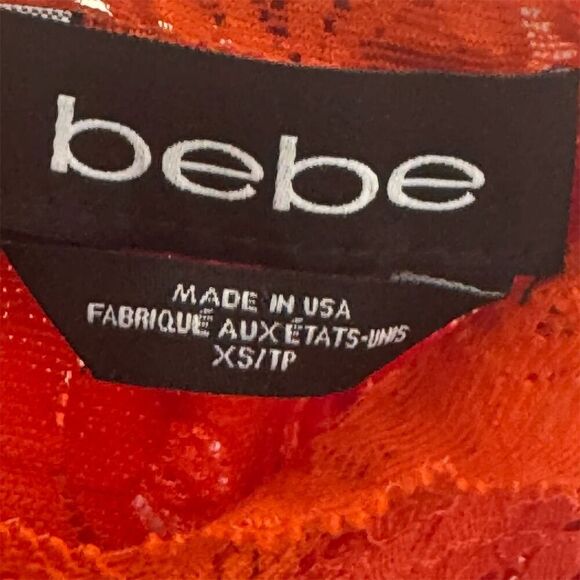 bebe
MADE IN USA
FABRIQUÉ AUX ÉTATS-UNIS
XS/TP